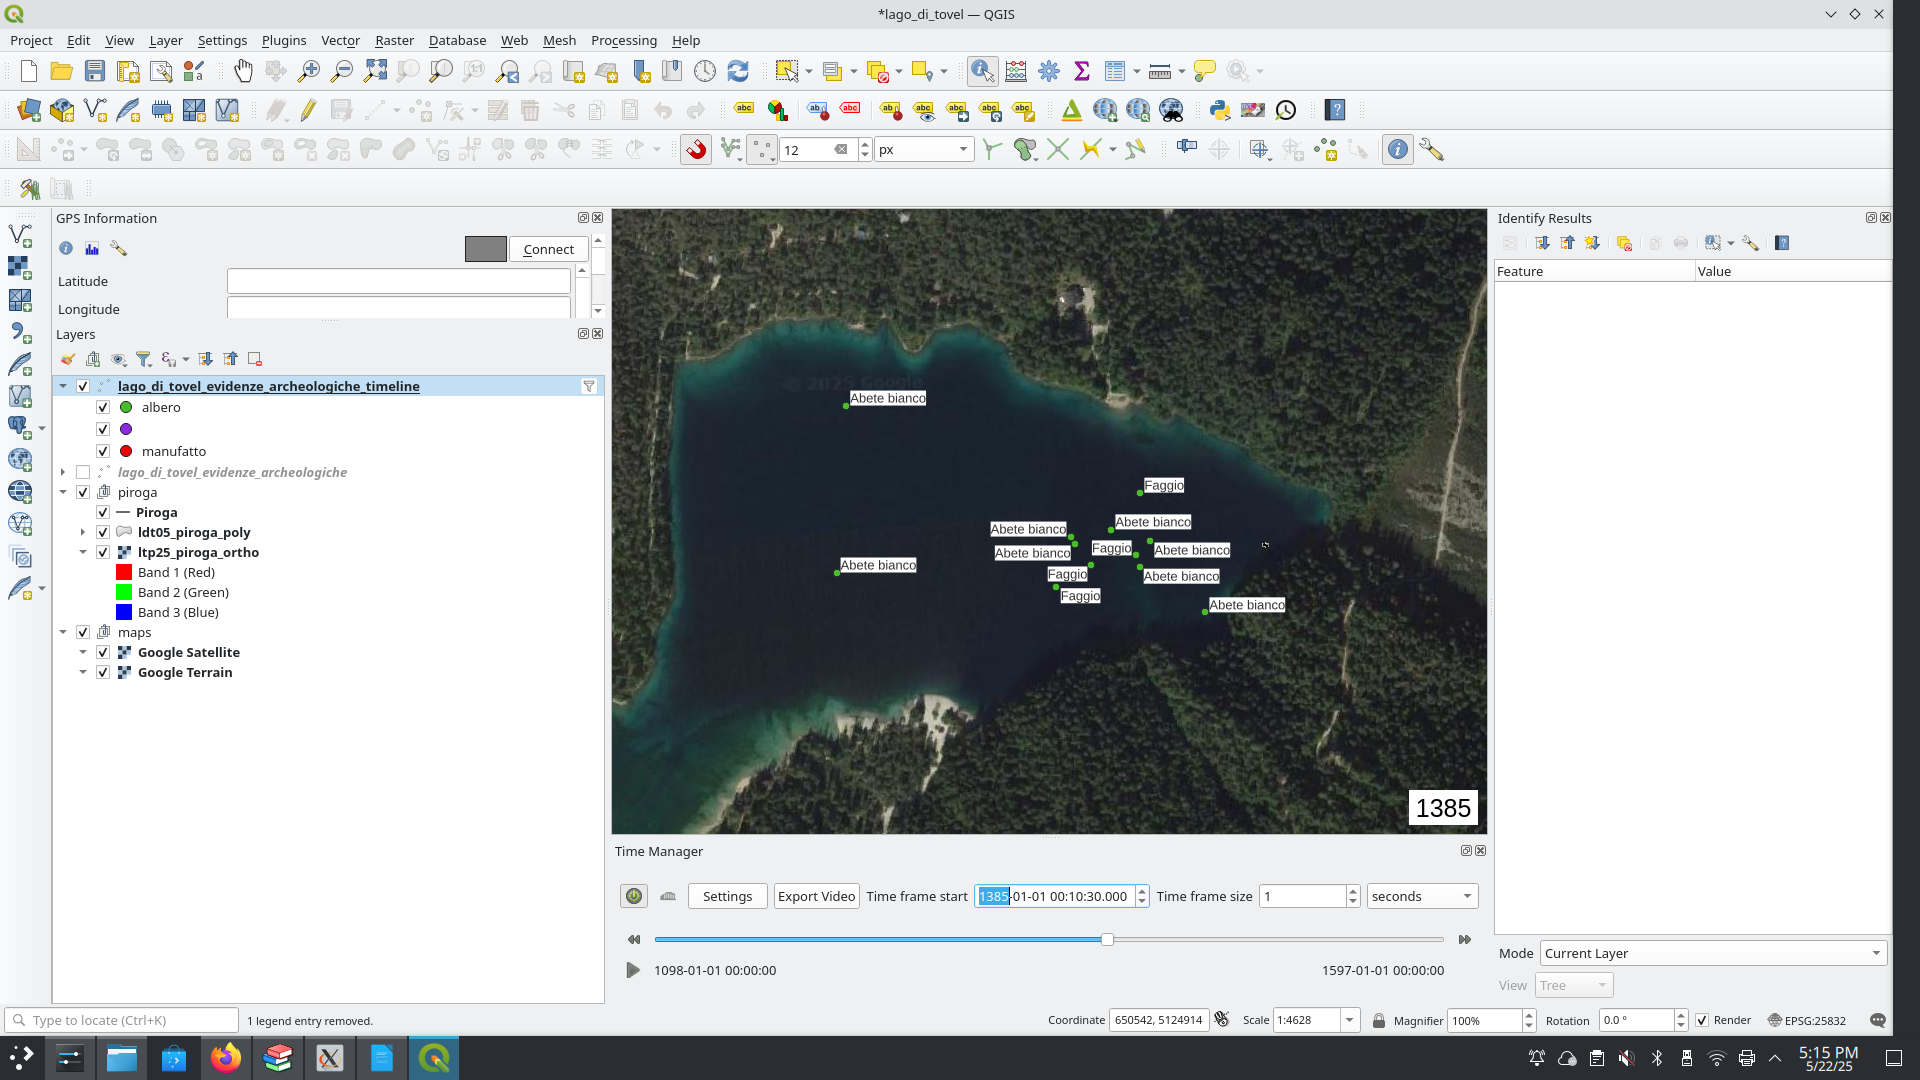 *lago_di_tovel — QGIS
Project Edit View Layer Settings Plugins Vector Raster Database Web Mesh Processing Help
12 px
GPS Information
Connect
Latitude
Longitude
Layers
lago_di_tovel_evidenze_archeologiche_timeline
albero
manufatto
lago_di_tovel_evidenze_archeologiche
piroga
Piroga
ldt05_piroga_poly
ltp25_piroga_ortho
Band 1 (Red)
Band 2 (Green)
Band 3 (Blue)
maps
Google Satellite
Google Terrain
© 2025 Google
Abete bianco
Faggio
Abete bianco
Abete bianco
Faggio
Abete bianco
Abete bianco
Abete bianco
Faggio
Abete bianco
Faggio
Abete bianco
1385
Time Manager
Settings Export Video Time frame start 1385-01-01 00:10:30.000 Time frame size 1 seconds
1098-01-01 00:00:00 1597-01-01 00:00:00
Identify Results
Feature Value
Mode Current Layer
View Tree
Type to locate (Ctrl+K) 1 legend entry removed. Coordinate 650542, 5124914 Scale 1:4628 Magnifier 100% Rotation 0.0 ° Render EPSG:25832
5:15 PM
5/22/25